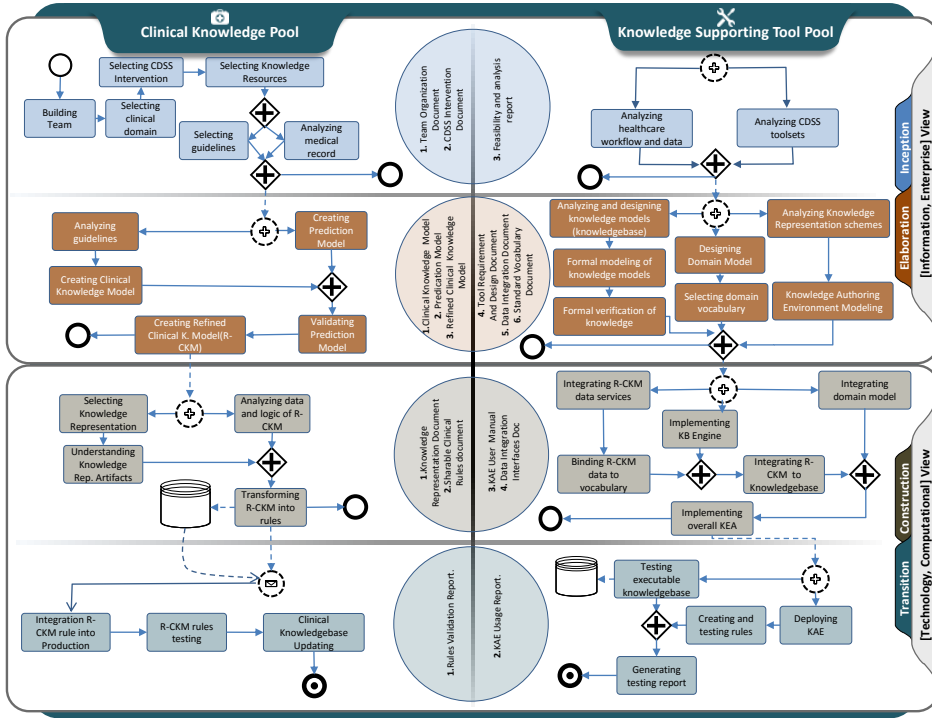 Clinical Knowledge Pool
Knowledge Supporting Tool Pool
Selecting CDSS
Intervention
Selecting Knowledge
Resources
Building
Team
Selecting
clinical
domain
Selecting
guidelines
Analyzing
medical
record
1. Team Organization
Document
2. CDSS Intervention
Document
3. Feasibility and analysis
report
Analyzing
healthcare
workflow and data
Analyzing CDSS
toolsets
Inception
Elaboration
[Information, Enterprise] View
Analyzing
guidelines
Creating
Prediction
Model
Creating Clinical
Knowledge Model
Creating Refined
Clinical K. Model(R-
CKM)
Validating
Prediction
Model
1.Clinical Knowledge Model
2. Predication Model
3. Refined Clinical Knowledge
Model
4. Tool Requirement
And Design Document
5. Data Integration Document
6. Standard Vocabulary
Document
Analyzing and designing
knowledge models
(knowledgebase)
Analyzing Knowledge
Representation schemes
Formal modeling of
knowledge models
Designing
Domain Model
Formal verification of
knowledge
Selecting domain
vocabulary
Knowledge Authoring
Environment Modeling
Selecting
Knowledge
Representation
Analyzing data
and logic of R-
CKM
Understanding
Knowledge
Rep. Artifacts
Transforming
R-CKM into
rules
1.Knowledge
Representation Document
2.Sharable Clinical
Rules document
3.KAE User Manual
4. Data Integration
Interfaces Doc
Integrating R-CKM
data services
Integrating
domain model
Implementing
KB Engine
Binding R-CKM
data to
vocabulary
Integrating R-
CKM to
Knowledgebase
Implementing
overall KEA
Construction
Transition
[Technology, Computational] View
Integration R-
CKM rule into
Production
R-CKM rules
testing
Clinical
Knowledgebase
Updating
1.Rules Validation Report.
2.KAE Usage Report.
Testing
executable
knowledgebase
Creating and
testing rules
Deploying
KAE
Generating
testing report